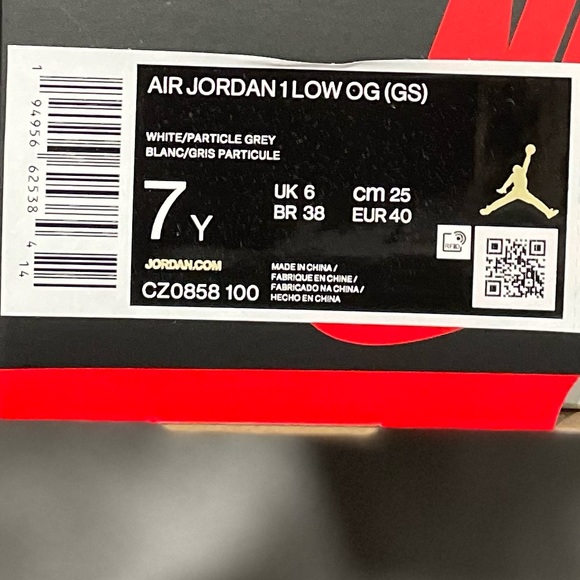 AIR JORDAN 1 LOW OG (GS)
WHITE/PARTICLE GREY
BLANC/GRIS PARTICULE
7Y
UK 6 cm 25
BR 38 EUR 40
JORDAN.COM
CZ0858 100
MADE IN CHINA /
FABRIQUE EN CHINE /
FABRICADO NA CHINA /
HECHO EN CHINA
RFID
1 94956 62538 4 14